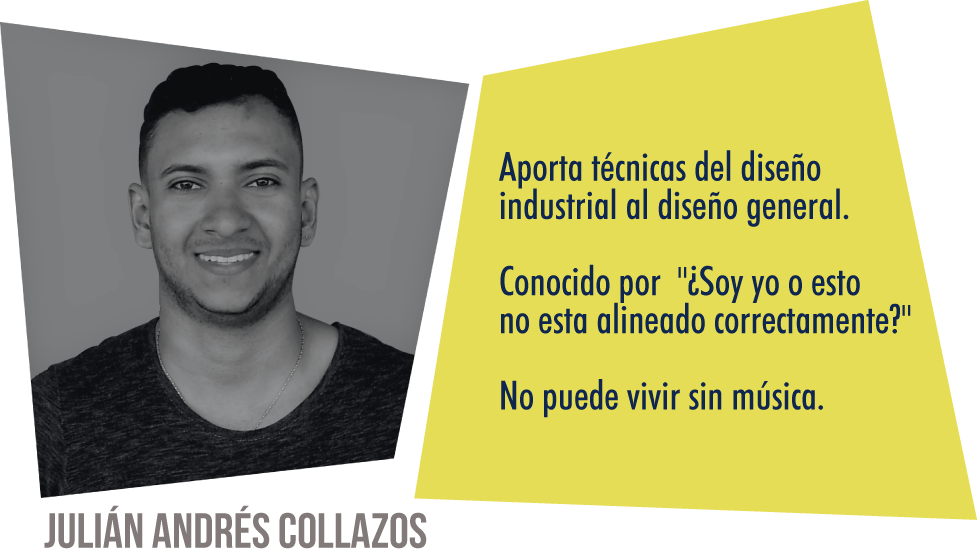 Aporta técnicas del diseño
industrial al diseño general.
Conocido por "¿Soy yo o esto
no esta alineado correctamente?"
No puede vivir sin música.
JULIÁN ANDRÉS COLLAZOS